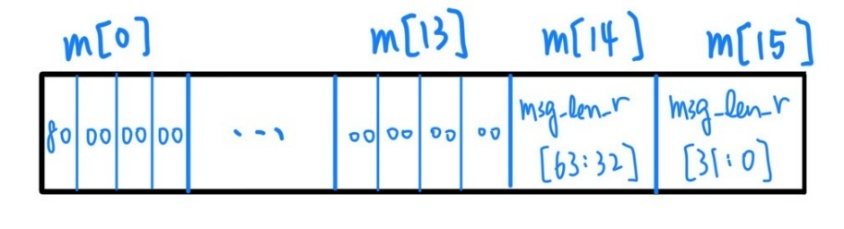 m[0] m[13] m[14] m[15]
80 00 00 00 ... 00 00 00 00 msg_len_r msg_len_r
[63:32] [31:0]